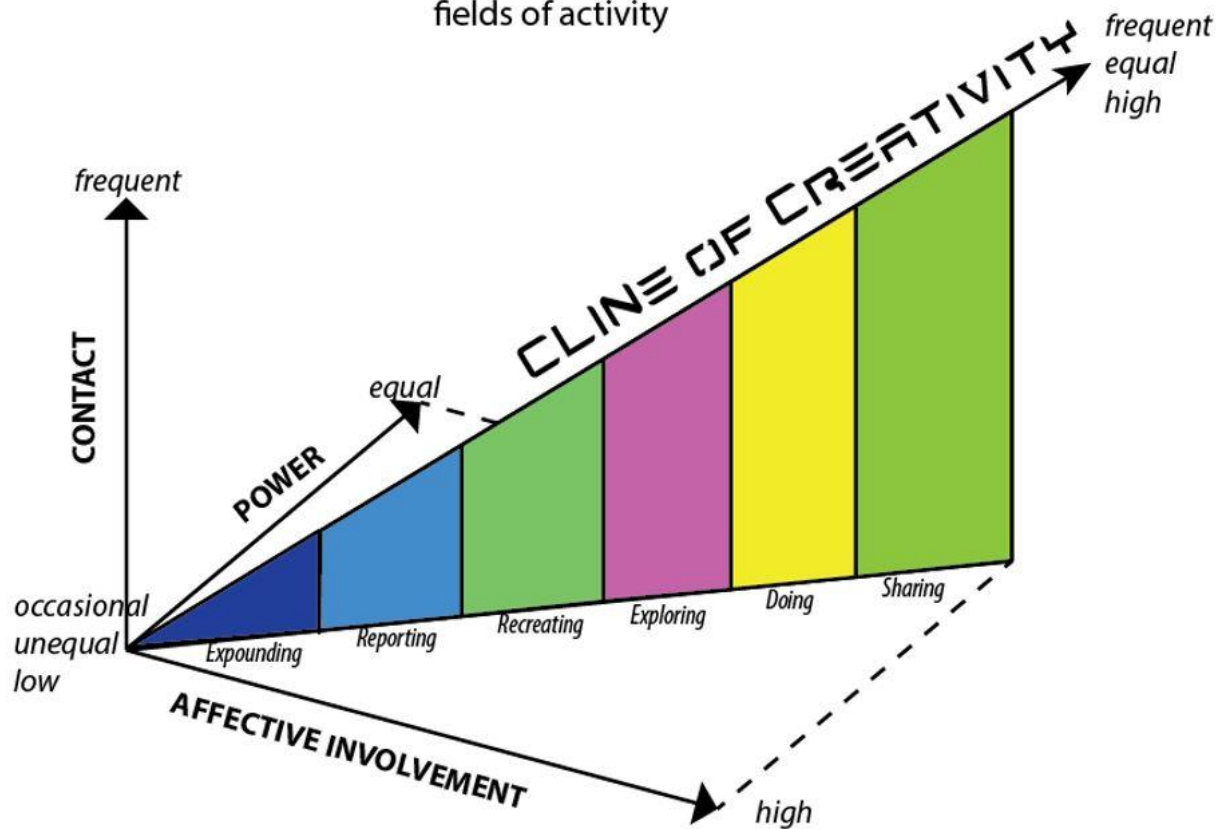 fields of activity
frequent
equal
high
CLINE OF CREATIVITY
frequent
CONTACT
equal
POWER
occasional
unequal
low
Expounding
Reporting
Recreating
Exploring
Doing
Sharing
AFFECTIVE INVOLVEMENT
high